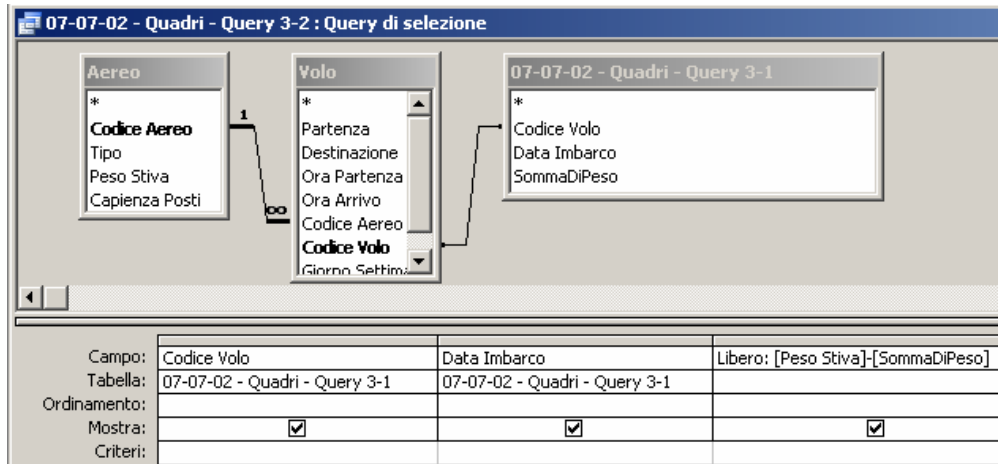 07-07-02 - Quadri - Query 3-2 : Query di selezione
Aereo
*
Codice Aereo
Tipo
Peso Stiva
Capienza Posti
1
∞
Volo
*
Partenza
Destinazione
Ora Partenza
Ora Arrivo
Codice Aereo
Codice Volo
Giorno Settima
07-07-02 - Quadri - Query 3-1
*
Codice Volo
Data Imbarco
SommaDiPeso
Campo: Codice Volo Data Imbarco Libero: [Peso Stiva]-[SommaDiPeso]
Tabella: 07-07-02 - Quadri - Query 3-1 07-07-02 - Quadri - Query 3-1
Ordinamento:
Mostra:
Criteri: